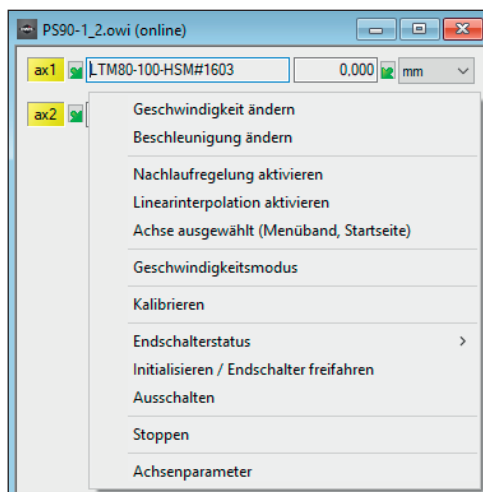 PS90-1_2.owi (online)
ax1 LTM80-100-HSM#1603 0,000 mm
ax2
Geschwindigkeit ändern
Beschleunigung ändern
Nachlaufregelung aktivieren
Linearinterpolation aktivieren
Achse ausgewählt (Menüband, Startseite)
Geschwindigkeitsmodus
Kalibrieren
Endschalterstatus
Initialisieren / Endschalter freifahren
Ausschalten
Stoppen
Achsenparameter